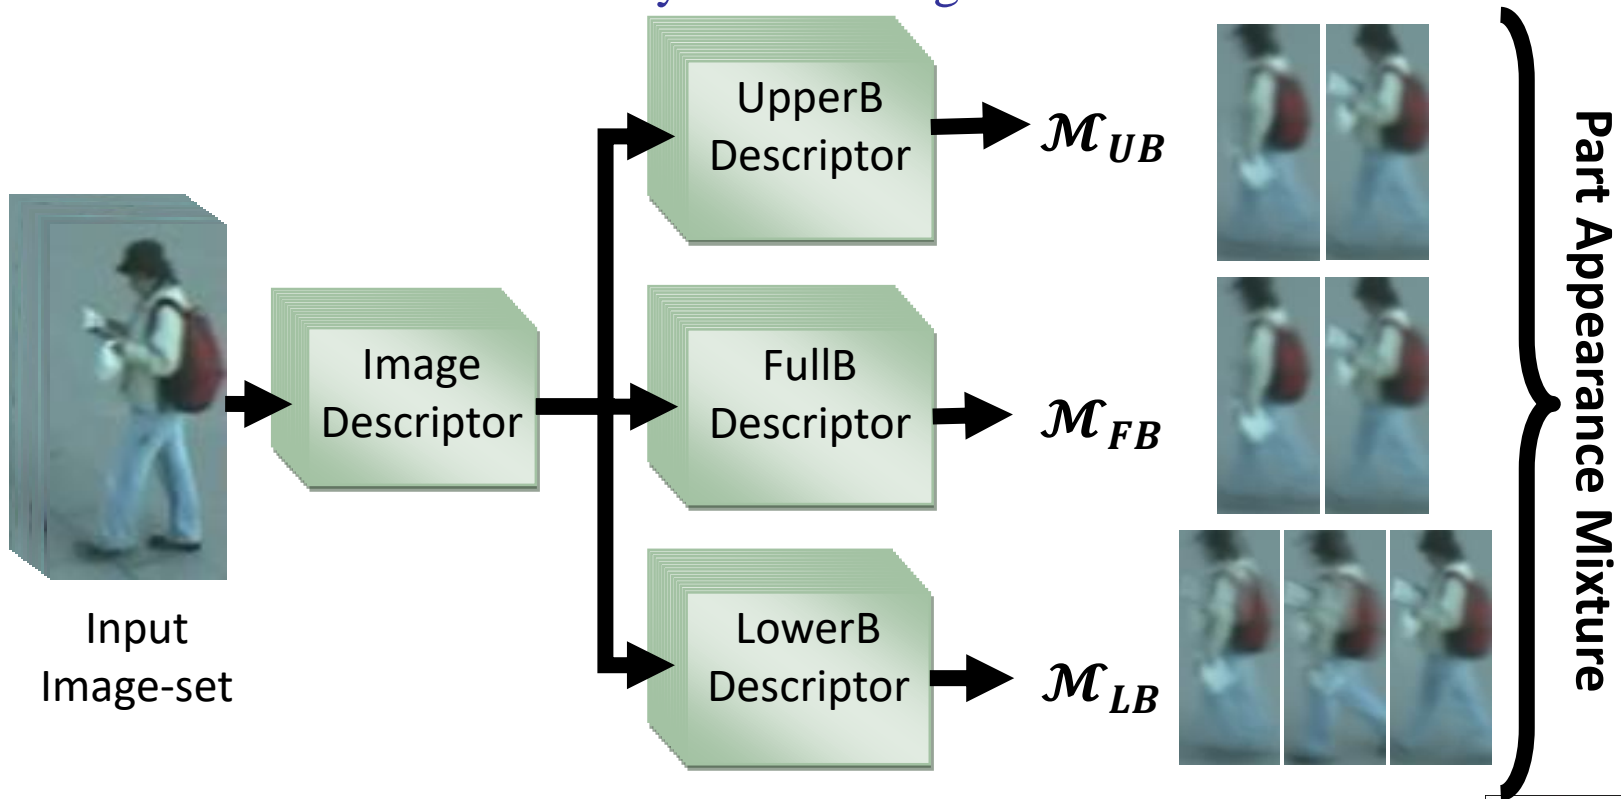 Input
Image-set
Image
Descriptor
UpperB
Descriptor
ℳ_UB
FullB
Descriptor
ℳ_FB
LowerB
Descriptor
ℳ_LB
Part Appearance Mixture